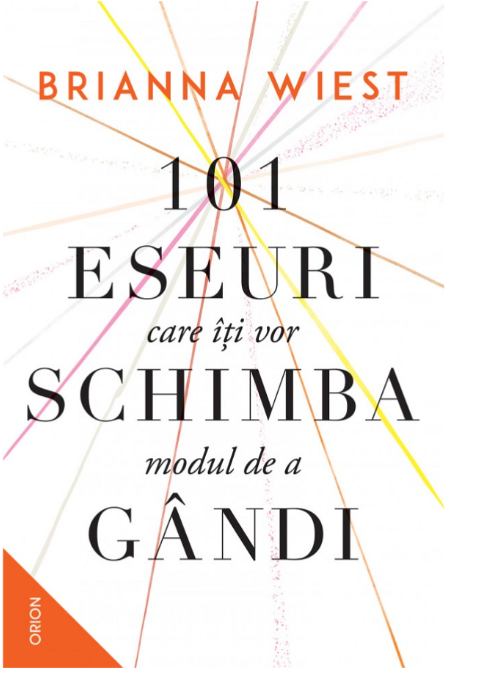 BRIANNA WIEST
101
ESEURI
care îți vor
SCHIMBA
modul de a
GÂNDI
ORION